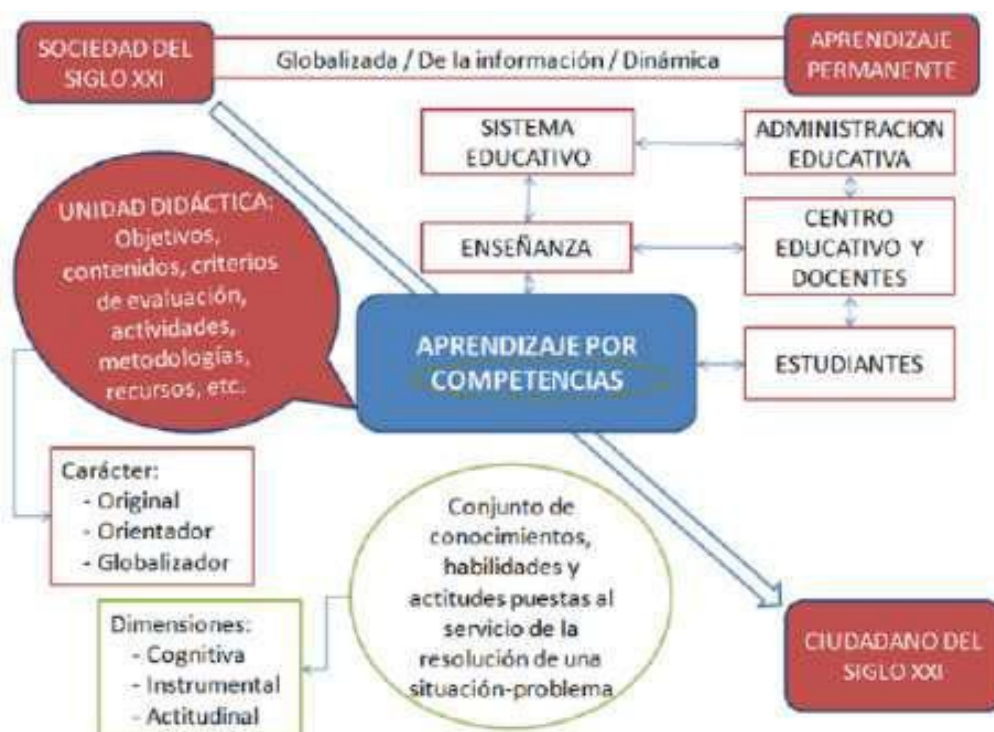 SOCIEDAD DEL
SIGLO XXI
Globalizada / De la información / Dinámica
APRENDIZAJE
PERMANENTE
SISTEMA
EDUCATIVO
ADMINISTRACION
EDUCATIVA
UNIDAD DIDÁCTICA:
Objetivos,
contenidos, criterios
de evaluación,
actividades,
metodologías,
recursos, etc.
ENSEÑANZA
CENTRO
EDUCATIVO Y
DOCENTES
APRENDIZAJE POR
COMPETENCIAS
ESTUDIANTES
Carácter:
- Original
- Orientador
- Globalizador
Conjunto de
conocimientos,
habilidades y
actitudes puestas al
servicio de la
resolución de una
situación-problema
Dimensiones:
- Cognitiva
- Instrumental
- Actitudinal
CIUDADANO DEL
SIGLO XXI